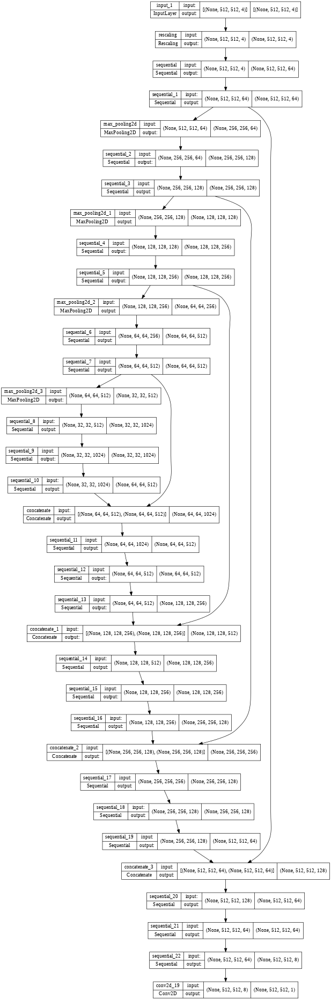 input_1 input: [(None, 512, 512, 4)] [(None, 512, 512, 4)]
InputLayer output:
rescaling input: (None, 512, 512, 4) (None, 512, 512, 4)
Rescaling output:
sequential input: (None, 512, 512, 4) (None, 512, 512, 64)
Sequential output:
sequential_1 input: (None, 512, 512, 64) (None, 512, 512, 64)
Sequential output:
max_pooling2d input: (None, 512, 512, 64) (None, 256, 256, 64)
MaxPooling2D output:
sequential_2 input: (None, 256, 256, 64) (None, 256, 256, 128)
Sequential output:
sequential_3 input: (None, 256, 256, 128) (None, 256, 256, 128)
Sequential output:
max_pooling2d_1 input: (None, 256, 256, 128) (None, 128, 128, 128)
MaxPooling2D output:
sequential_4 input: (None, 128, 128, 128) (None, 128, 128, 256)
Sequential output:
sequential_5 input: (None, 128, 128, 256) (None, 128, 128, 256)
Sequential output:
max_pooling2d_2 input: (None, 128, 128, 256) (None, 64, 64, 256)
MaxPooling2D output:
sequential_6 input: (None, 64, 64, 256) (None, 64, 64, 512)
Sequential output:
sequential_7 input: (None, 64, 64, 512) (None, 64, 64, 512)
Sequential output:
max_pooling2d_3 input: (None, 64, 64, 512) (None, 32, 32, 512)
MaxPooling2D output:
sequential_8 input: (None, 32, 32, 512) (None, 32, 32, 1024)
Sequential output:
sequential_9 input: (None, 32, 32, 1024) (None, 32, 32, 1024)
Sequential output:
sequential_10 input: (None, 32, 32, 1024) (None, 64, 64, 512)
Sequential output:
concatenate input: [(None, 64, 64, 512), (None, 64, 64, 512)] (None, 64, 64, 1024)
Concatenate output:
sequential_11 input: (None, 64, 64, 1024) (None, 64, 64, 512)
Sequential output:
sequential_12 input: (None, 64, 64, 512) (None, 64, 64, 512)
Sequential output:
sequential_13 input: (None, 64, 64, 512) (None, 128, 128, 256)
Sequential output:
concatenate_1 input: [(None, 128, 128, 256), (None, 128, 128, 256)] (None, 128, 128, 512)
Concatenate output:
sequential_14 input: (None, 128, 128, 512) (None, 128, 128, 256)
Sequential output:
sequential_15 input: (None, 128, 128, 256) (None, 128, 128, 256)
Sequential output:
sequential_16 input: (None, 128, 128, 256) (None, 256, 256, 128)
Sequential output:
concatenate_2 input: [(None, 256, 256, 128), (None, 256, 256, 128)] (None, 256, 256, 256)
Concatenate output:
sequential_17 input: (None, 256, 256, 256) (None, 256, 256, 128)
Sequential output:
sequential_18 input: (None, 256, 256, 128) (None, 256, 256, 128)
Sequential output:
sequential_19 input: (None, 256, 256, 128) (None, 512, 512, 64)
Sequential output:
concatenate_3 input: [(None, 512, 512, 64), (None, 512, 512, 64)] (None, 512, 512, 128)
Concatenate output:
sequential_20 input: (None, 512, 512, 128) (None, 512, 512, 64)
Sequential output:
sequential_21 input: (None, 512, 512, 64) (None, 512, 512, 64)
Sequential output:
sequential_22 input: (None, 512, 512, 64) (None, 512, 512, 8)
Sequential output:
conv2d_19 input: (None, 512, 512, 8) (None, 512, 512, 1)
Conv2D output: